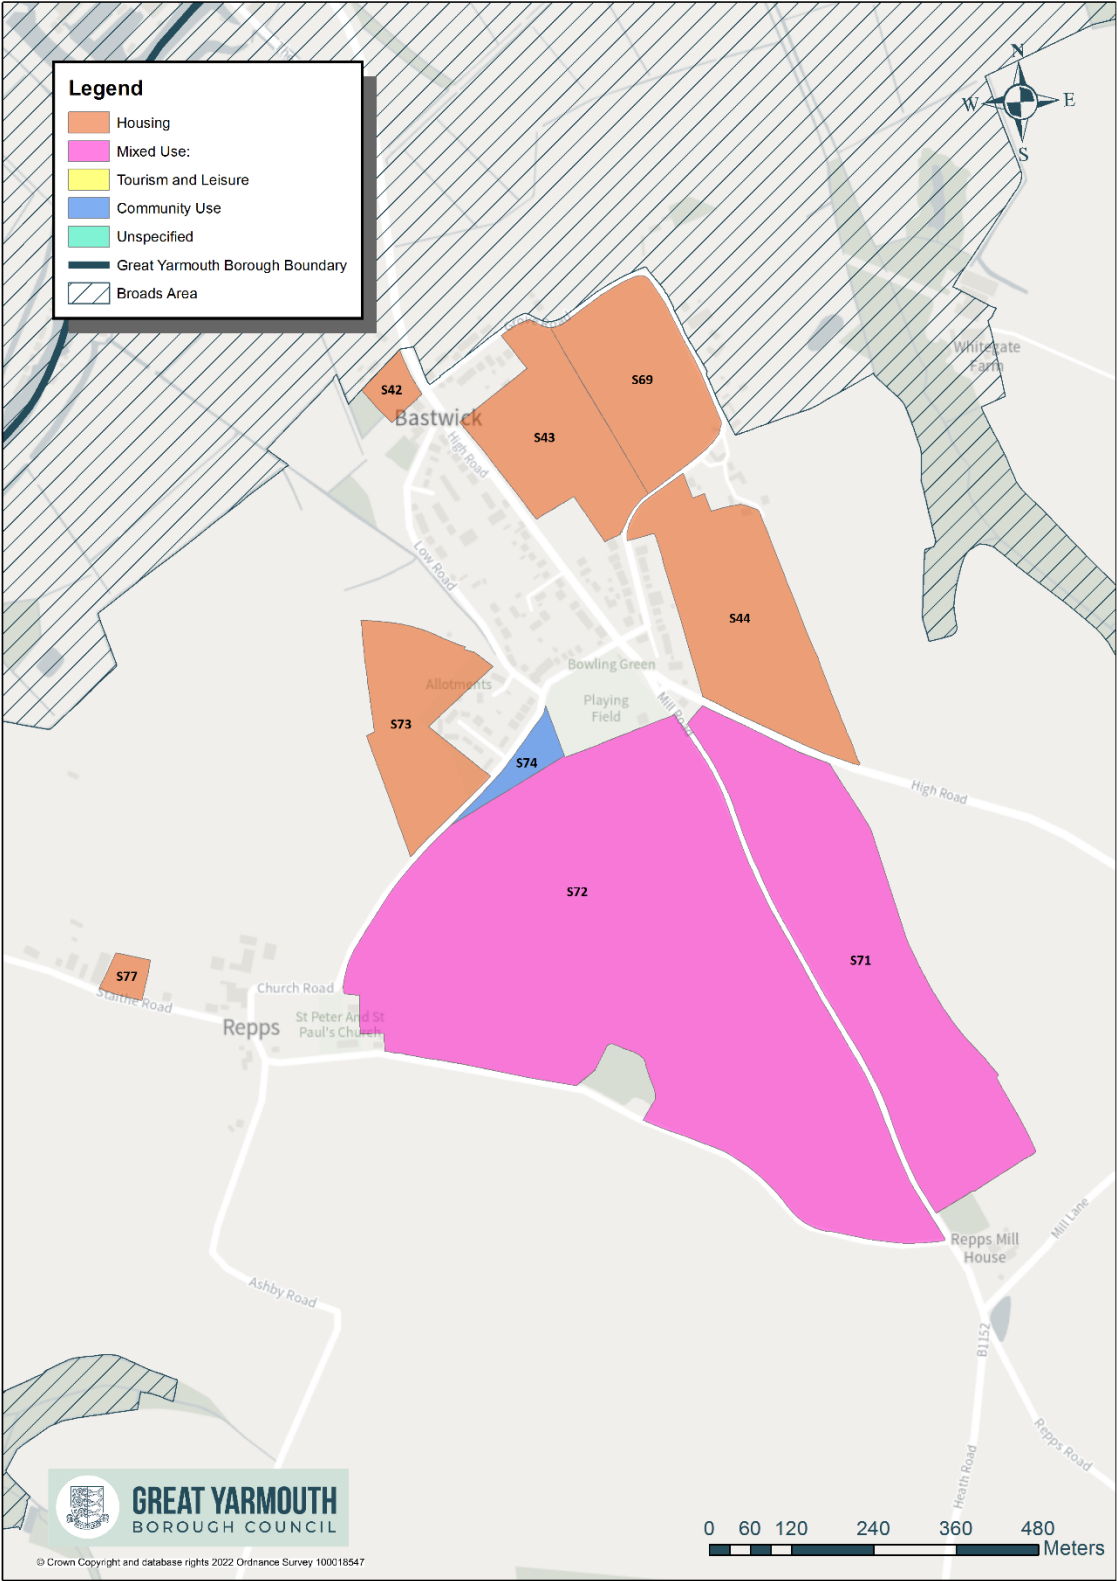 N
W
E
S
Legend
Housing
Mixed Use:
Tourism and Leisure
Community Use
Unspecified
Great Yarmouth Borough Boundary
Broads Area
Whitegate
Farm
S69
S42
Bastwick
S43
High Road
Low Road
S44
Bowling Green
Allotments
Playing
Field
Mill Road
S73
S74
High Road
S72
S71
S77
Staithe Road
Church Road
Repps
St Peter And St
Paul's Church
Repps Mill
House
Mill Lane
Ashby Road
B1152
Repps Road
Heath Road
GREAT YARMOUTH
BOROUGH COUNCIL
0 60 120 240 360 480
Meters
© Crown Copyright and database rights 2022 Ordnance Survey 100018547